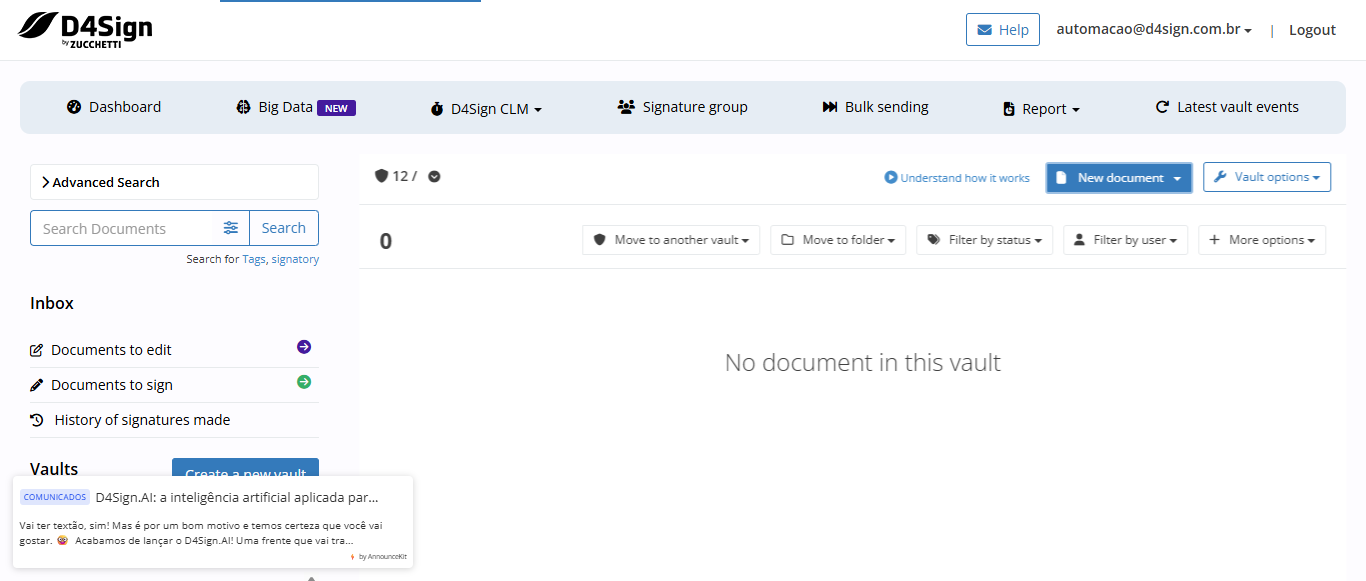 D4Sign
by ZUCCHETTI
Help
automacao@d4sign.com.br
|
Logout
Dashboard
Big Data NEW
D4Sign CLM
Signature group
Bulk sending
Report
Latest vault events
Advanced Search
Search Documents
Search
Search for Tags, signatory
Inbox
Documents to edit
Documents to sign
History of signatures made
Vaults
Create a new vault
COMUNICADOS D4Sign.AI: a inteligência artificial aplicada par...
Vai ter textão, sim! Mas é por um bom motivo e temos certeza que você vai
gostar. 🤪 Acabamos de lançar o D4Sign.AI! Uma frente que vai tra...
by AnnounceKit
12 /
Understand how it works
New document
Vault options
0
Move to another vault
Move to folder
Filter by status
Filter by user
More options
No document in this vault